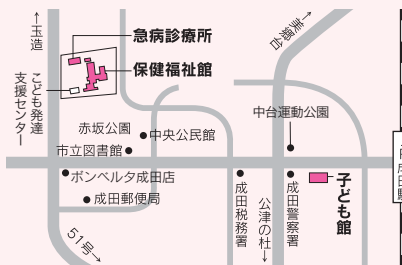 ←玉造
急病診療所
保健福祉館
こども発達
支援センター
←美郷台
中台運動公園
赤坂公園
中央公民館
市立図書館
ボンベルタ成田店
成田郵便局
成田税務署
公津の杜→
成田警察署
子ども館
51号→